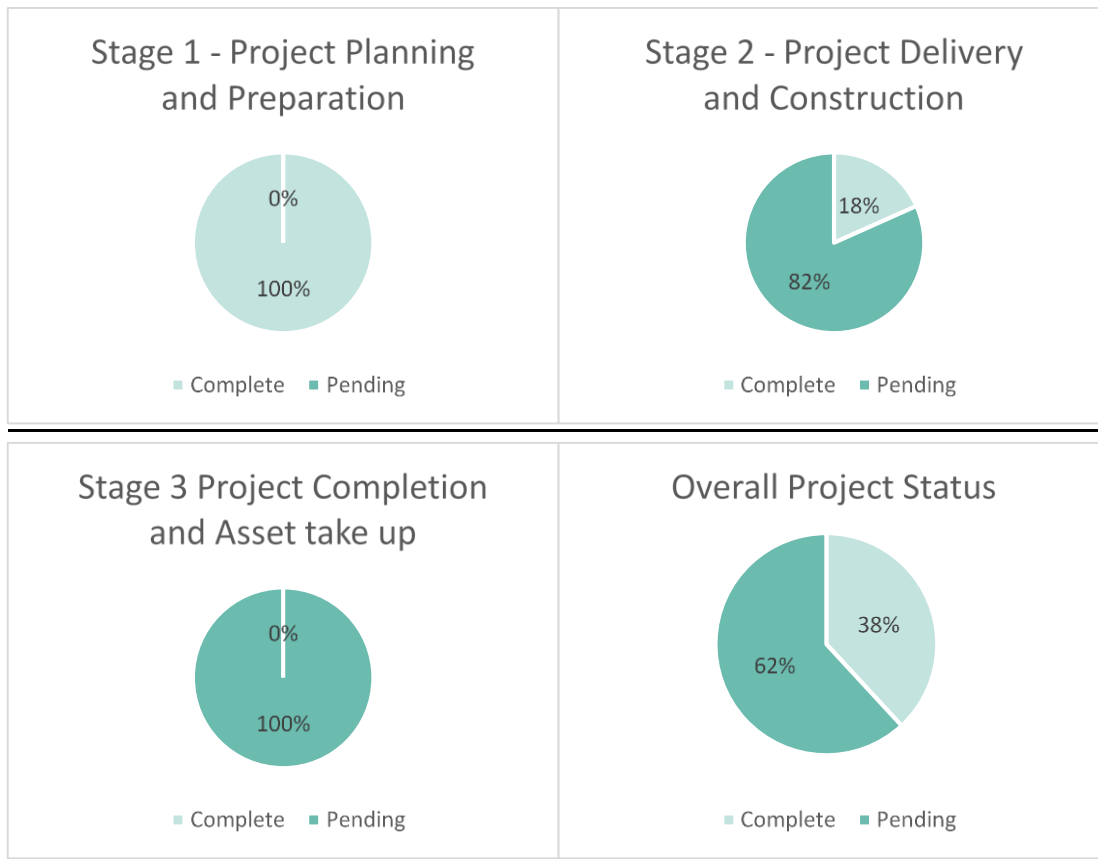 Stage 1 - Project Planning
and Preparation
0%
100%
Complete Pending
Stage 2 - Project Delivery
and Construction
18%
82%
Complete Pending
Stage 3 Project Completion
and Asset take up
0%
100%
Complete Pending
Overall Project Status
38%
62%
Complete Pending